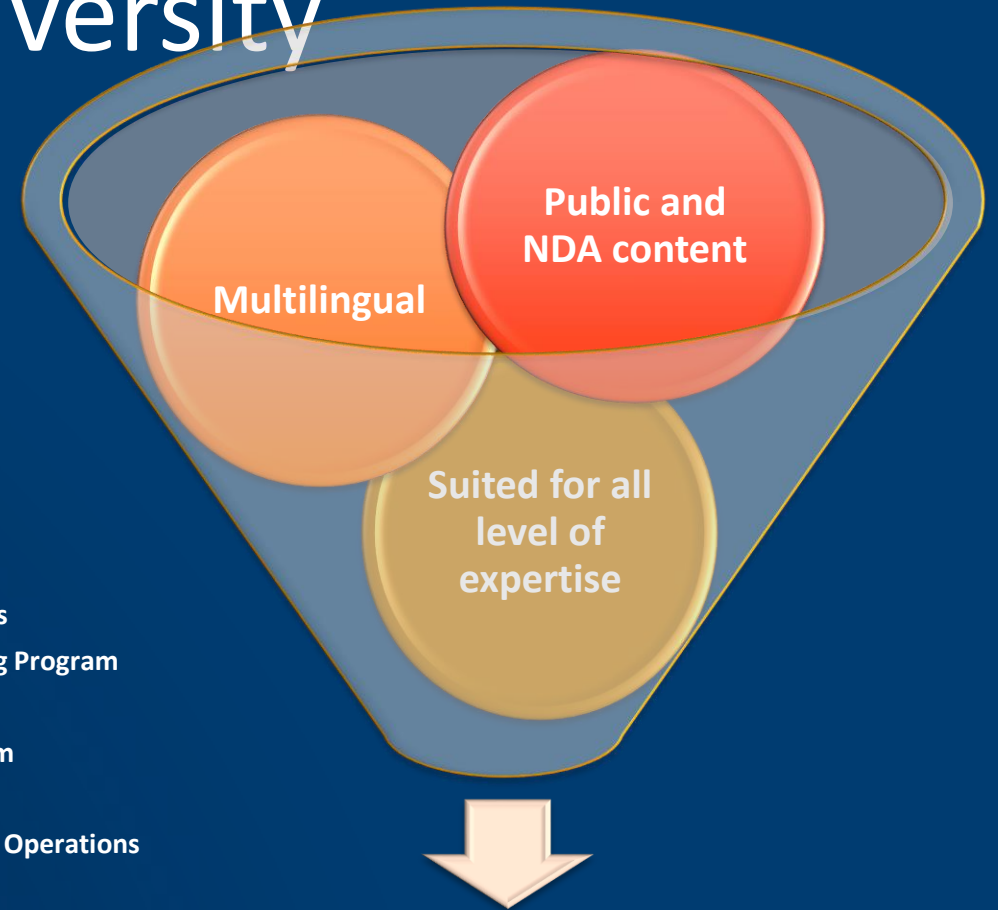 versity
Public and
NDA content
Multilingual
Suited for all
level of
expertise
s
g Program
m
Operations